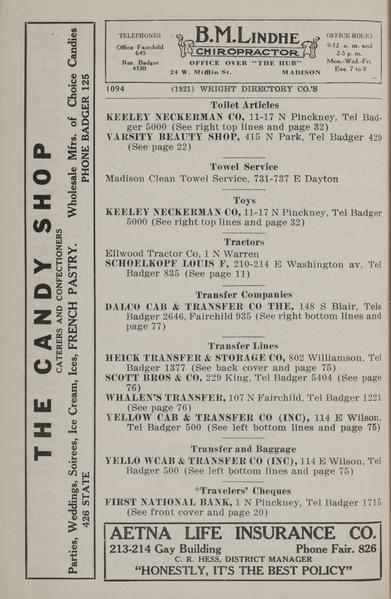 THE CANDY SHOP
CATERERS AND CONFECTIONERS
Parties, Weddings, Soirees, Ice Cream, Ices, FRENCH PASTRY. Wholesale Mfrs. of Choice Candies
426 STATE PHONE BADGER 125
TELEPHONES
Office Fairchild
645
Res. Badger
4330
B.M. LINDHE
CHIROPRACTOR
OFFICE OVER "THE HUB"
24 W. Mifflin St. MADISON
OFFICE HOURS
9-12 a. m. and
2-5 p. m.
Mon.-Wed.-Fri.
Eve. 7 to 8
1094 (1921) WRIGHT DIRECTORY CO.'S
Toilet Articles
KEELEY NECKERMAN CO, 11-17 N Pinckney, Tel Bad-
ger 5000 (See right top lines and page 32)
VARSITY BEAUTY SHOP, 415 N Park, Tel Badger 429
(See page 22)
Towel Service
Madison Clean Towel Service, 731-737 E Dayton
Toys
KEELEY NECKERMAN CO, 11-17 N Pinckney, Tel Badger
5000 (See right top lines and page 32)
Tractors
Ellwood Tractor Co, 1 N Warren
SCHOELKOPF LOUIS F, 210-214 E Washington av, Tel
Badger 835 (See page 11)
Transfer Companies
DALCO CAB & TRANSFER CO THE, 148 S Blair, Tels
Badger 2646, Fairchild 935 (See right bottom lines and
page 77)
Transfer Lines
HEICK TRANSFER & STORAGE CO, 802 Williamson, Tel
Badger 1377 (See back cover and page 75)
SCOTT BROS & CO, 229 King, Tel Badger 5404 (See page
76)
WHALEN'S TRANSFER, 107 N Fairchild, Tel Badger 1221
(See page 76)
YELLOW CAB & TRANSFER CO (INC), 114 E Wilson,
Tel Badger 500 (See left bottom lines and page 75)
Transfer and Baggage
YELLO WCAB & TRANSFER CO (INC), 114 E Wilson, Tel
Badger 500 (See left bottom lines and page 75)
*Travelers' Cheques
FIRST NATIONAL BANK, 1 N Pinckney, Tel Badger 1715
(See front cover and page 20)
AETNA LIFE INSURANCE CO.
213-214 Gay Building Phone Fair. 826
C. R. HESS, DISTRICT MANAGER
"HONESTLY, IT'S THE BEST POLICY"